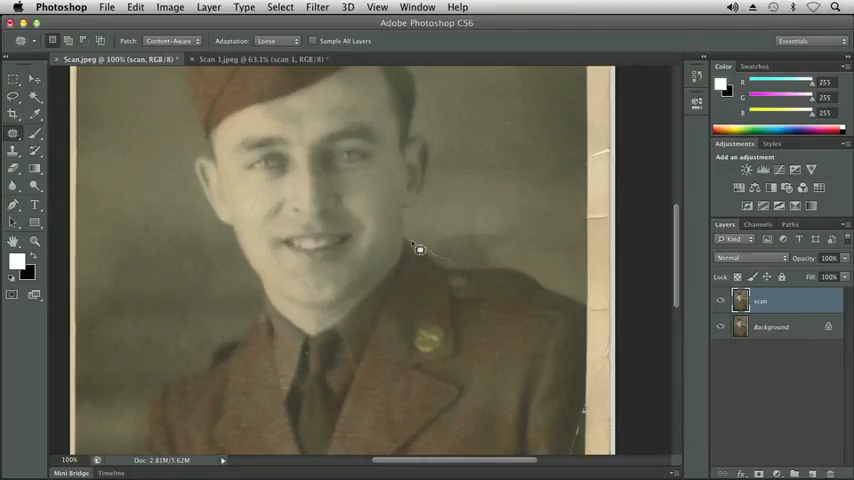 Photoshop File Edit Image Layer Type Select Filter 3D View Window Help
Adobe Photoshop CS6
Patch: Content-Aware Adaptation: Loose Sample All Layers Essentials
× Scan.jpeg @ 100% (scan, RGB/8) * × Scan 1.jpeg @ 63.1% (scan 1, RGB/8) *
Color Swatches
R 255
G 255
B 255
Adjustments Styles
Add an adjustment
Layers Channels Paths
Kind
Normal Opacity: 100%
Lock: Fill: 100%
scan
Background
100% Doc: 2.81M/5.62M
Mini Bridge Timeline